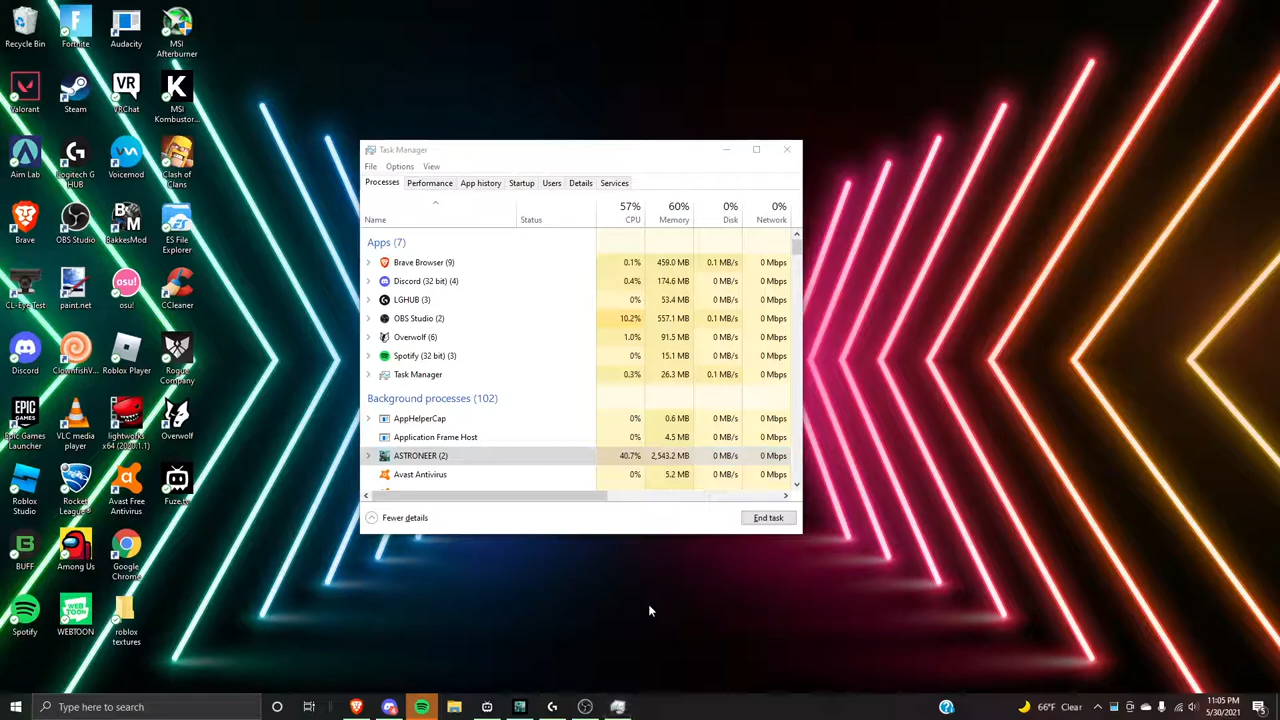 Recycle Bin
Fortnite
Audacity
MSI Afterburner
Valorant
Steam
VRChat
MSI Kombustor...
Aim Lab
Logitech G HUB
Voicemod
Clash of Clans
Brave
OBS Studio
BakkesMod
ES File Explorer
CL-Eye Test
paint.net
osu!
CCleaner
Discord
ClownfishV...
Roblox Player
Rogue Company
Epic Games Launcher
VLC media player
lightworks x64 (2020.1.1)
Overwolf
Roblox Studio
Rocket League®
Avast Free Antivirus
Fuze.tv
BUFF
Among Us
Google Chrome
Spotify
WEBTOON
roblox textures
Task Manager
File Options View
Processes Performance App history Startup Users Details Services
57% 60% 0% 0%
Name Status CPU Memory Disk Network
Apps (7)
Brave Browser (9) 0.1% 459.0 MB 0.1 MB/s 0 Mbps
Discord (32 bit) (4) 0.4% 174.6 MB 0 MB/s 0 Mbps
LGHUB (3) 0% 53.4 MB 0 MB/s 0 Mbps
OBS Studio (2) 10.2% 557.1 MB 0.1 MB/s 0 Mbps
Overwolf (6) 1.0% 91.5 MB 0 MB/s 0 Mbps
Spotify (32 bit) (3) 0% 15.1 MB 0 MB/s 0 Mbps
Task Manager 0.3% 26.3 MB 0.1 MB/s 0 Mbps
Background processes (102)
AppHelperCap 0% 0.6 MB 0 MB/s 0 Mbps
Application Frame Host 0% 4.5 MB 0 MB/s 0 Mbps
ASTRONEER (2) 40.7% 2,543.2 MB 0 MB/s 0 Mbps
Avast Antivirus 0% 5.2 MB 0 MB/s 0 Mbps
Fewer details End task
Type here to search
66°F Clear
11:05 PM
5/30/2021